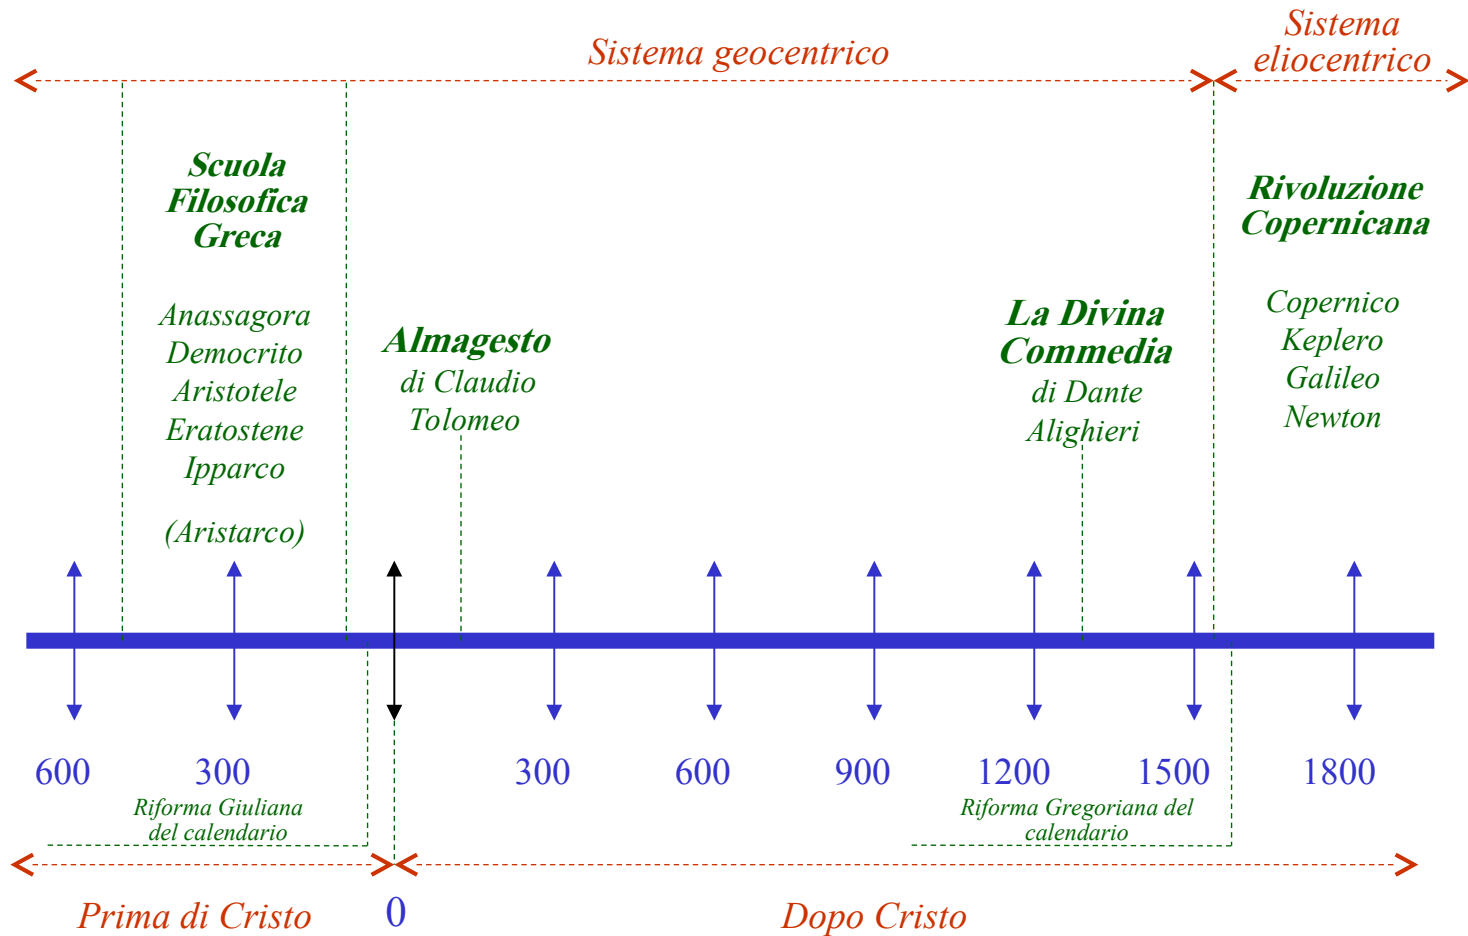 Sistema geocentrico
Sistema
eliocentrico
Scuola
Filosofica
Greca
Anassagora
Democrito
Aristotele
Eratostene
Ipparco
(Aristarco)
Almagesto
di Claudio
Tolomeo
La Divina
Commedia
di Dante
Alighieri
Rivoluzione
Copernicana
Copernico
Keplero
Galileo
Newton
600 300 300 600 900 1200 1500 1800
Riforma Giuliana
del calendario
Riforma Gregoriana del
calendario
Prima di Cristo 0 Dopo Cristo